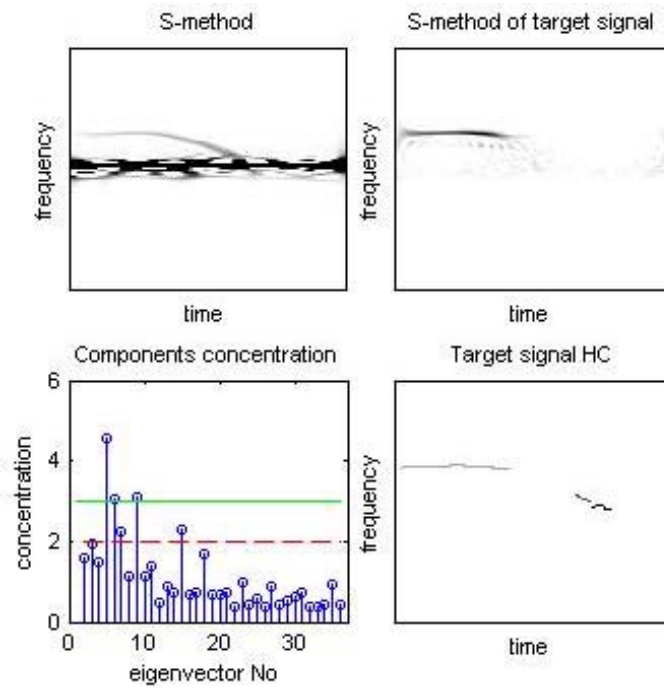 S-method
frequency
time
S-method of target signal
frequency
time
Components concentration
concentration
6
4
2
0
0 10 20 30
eigenvector No
Target signal HC
frequency
time